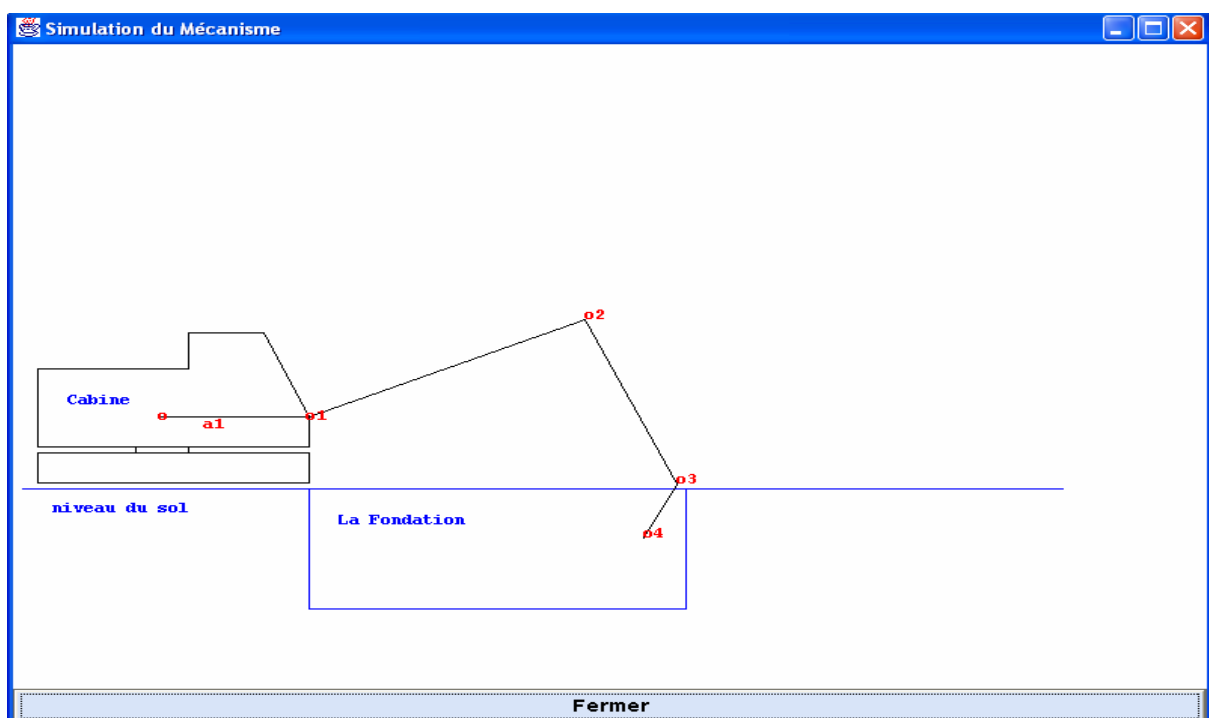 Simulation du Mécanisme
o2
Cabine
o
o1
a1
o3
niveau du sol
La Fondation
o4
Fermer